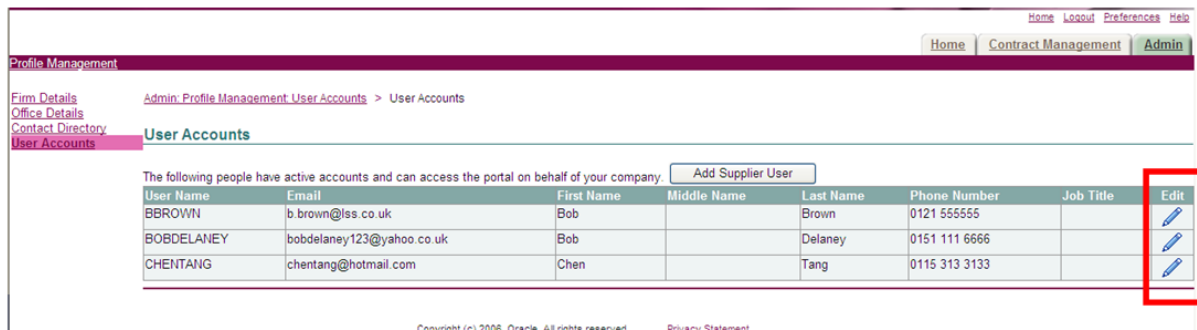 Home Logout Preferences Help
Home Contract Management Admin
Profile Management
Firm Details
Office Details
Contact Directory
User Accounts
Admin: Profile Management: User Accounts > User Accounts
User Accounts
The following people have active accounts and can access the portal on behalf of your company. Add Supplier User
User Name Email First Name Middle Name Last Name Phone Number Job Title Edit
BBROWN b.brown@lss.co.uk Bob Brown 0121 555555
BOBDELANEY bobdelaney123@yahoo.co.uk Bob Delaney 0151 111 6666
CHENTANG chentang@hotmail.com Chen Tang 0115 313 3133
Copyright (c) 2006, Oracle. All rights reserved. Privacy Statement